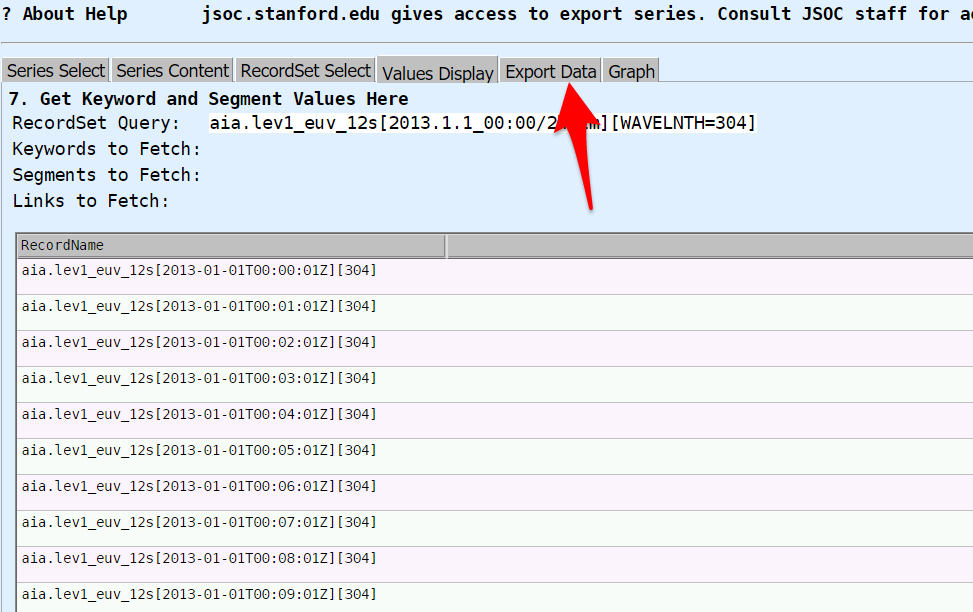 ? About Help jsoc.stanford.edu gives access to export series. Consult JSOC staff for
Series Select Series Content RecordSet Select Values Display Export Data Graph
7. Get Keyword and Segment Values Here
RecordSet Query: aia.lev1_euv_12s[2013.1.1_00:00/2 m][WAVELNTH=304]
Keywords to Fetch:
Segments to Fetch:
Links to Fetch:
RecordName
aia.lev1_euv_12s[2013-01-01T00:00:01Z][304]
aia.lev1_euv_12s[2013-01-01T00:01:01Z][304]
aia.lev1_euv_12s[2013-01-01T00:02:01Z][304]
aia.lev1_euv_12s[2013-01-01T00:03:01Z][304]
aia.lev1_euv_12s[2013-01-01T00:04:01Z][304]
aia.lev1_euv_12s[2013-01-01T00:05:01Z][304]
aia.lev1_euv_12s[2013-01-01T00:06:01Z][304]
aia.lev1_euv_12s[2013-01-01T00:07:01Z][304]
aia.lev1_euv_12s[2013-01-01T00:08:01Z][304]
aia.lev1_euv_12s[2013-01-01T00:09:01Z][304]